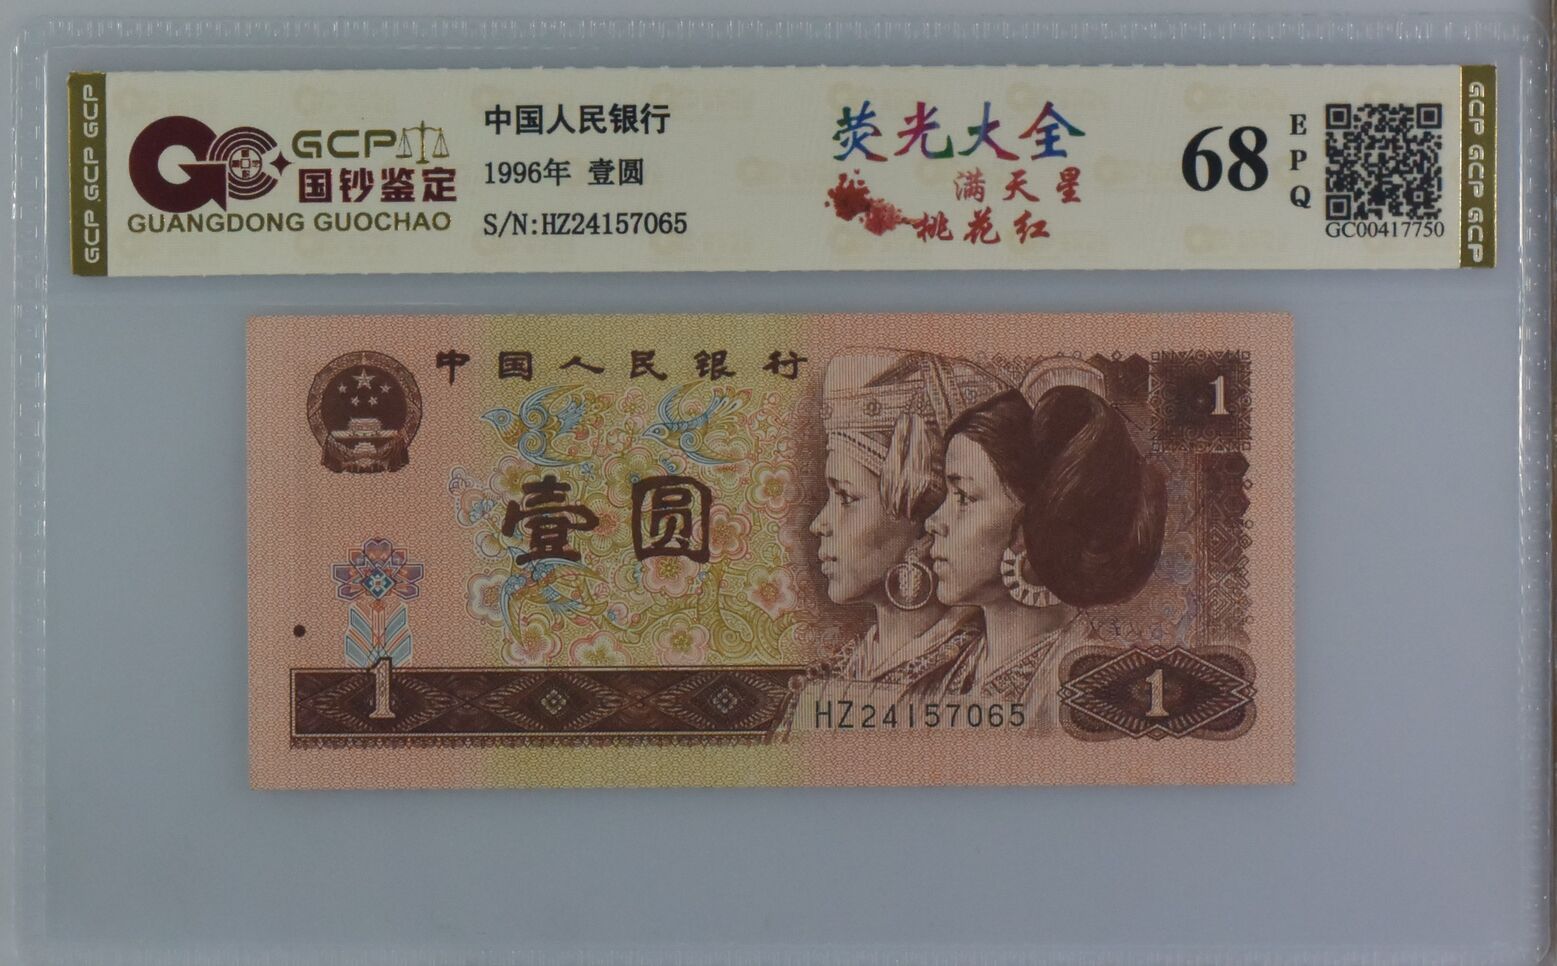 GCP GCP GCP
GCP
国钞鉴定
GUANGDONG GUOCHAO
中国人民银行
1996年 壹圆
S/N:HZ24157065
荧光大全
满天星
桃花红
68
EPQ
GC00417750
GCP GCP GCP
中国人民银行
1
壹圆
1
HZ24157065
1